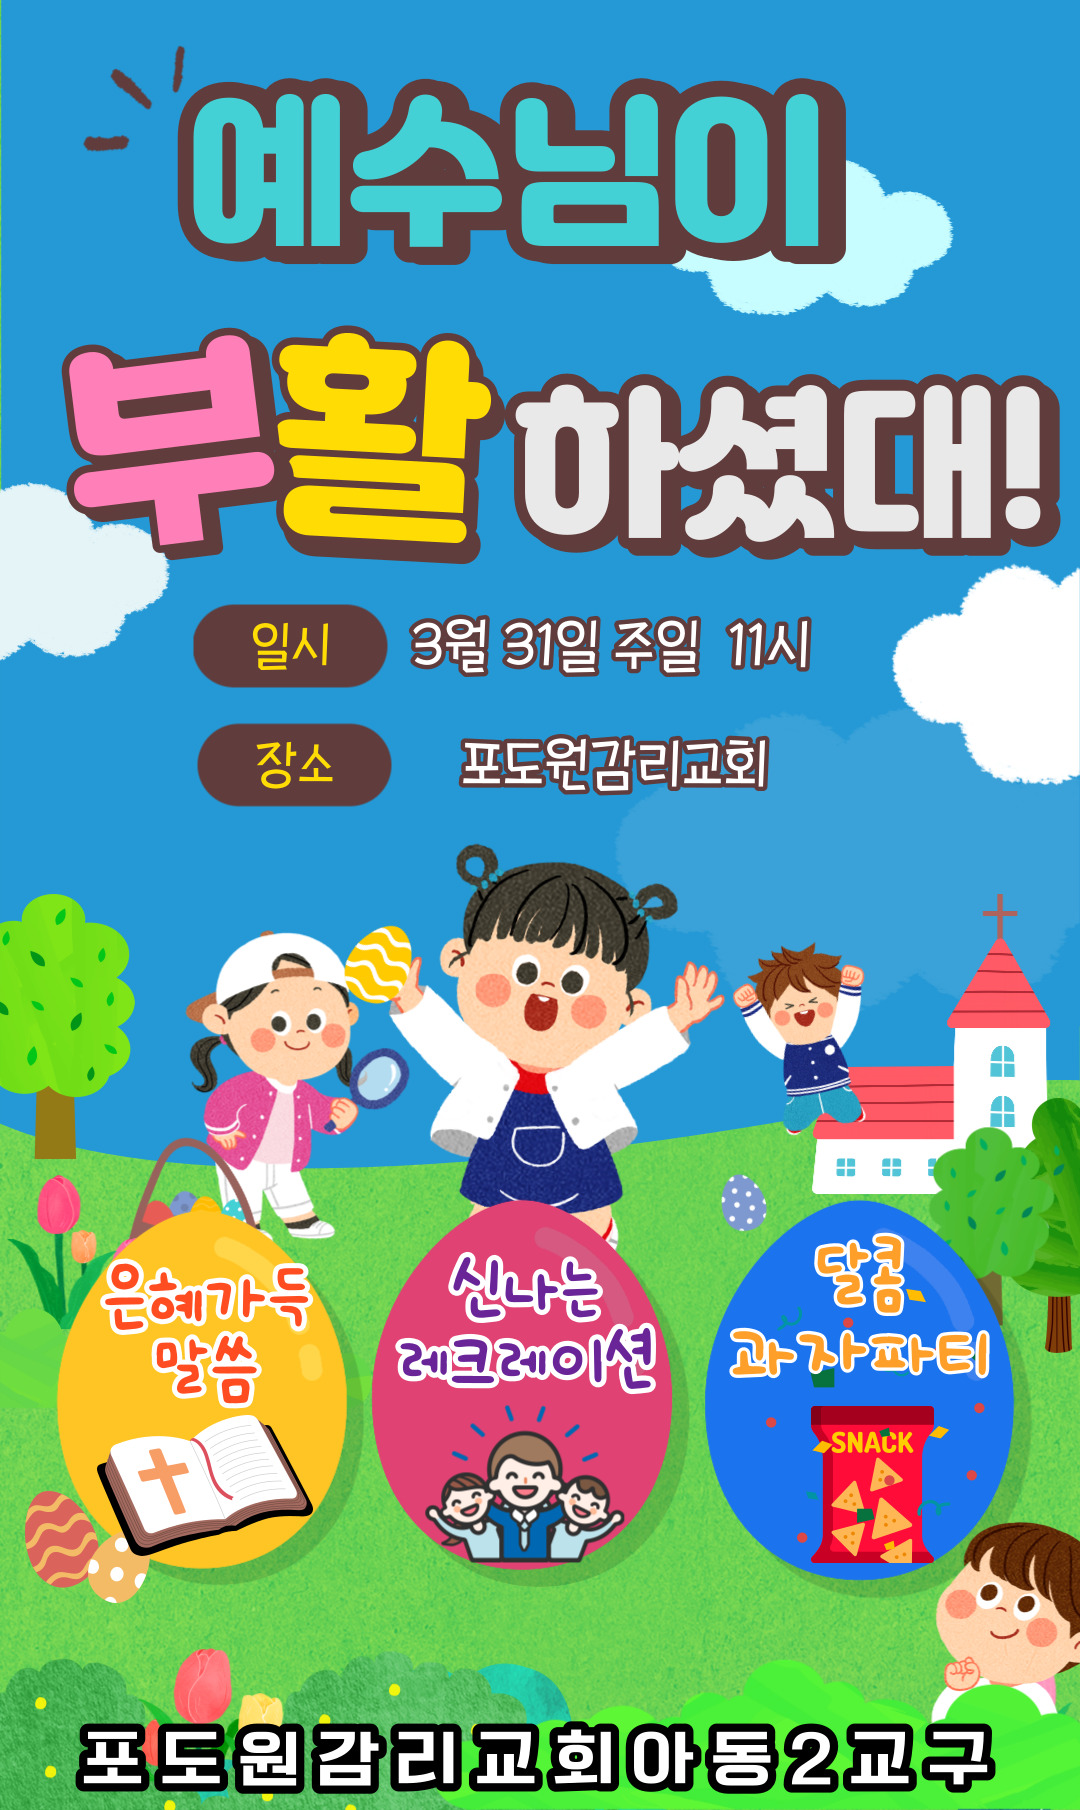 예수님이
부활하셨대!
일시 3월 31일 주일 11시
장소 포도원감리교회
은혜가득
말씀
신나는
레크레이션
달콤
과자파티
SNACK
포도원감리교회아동2교구